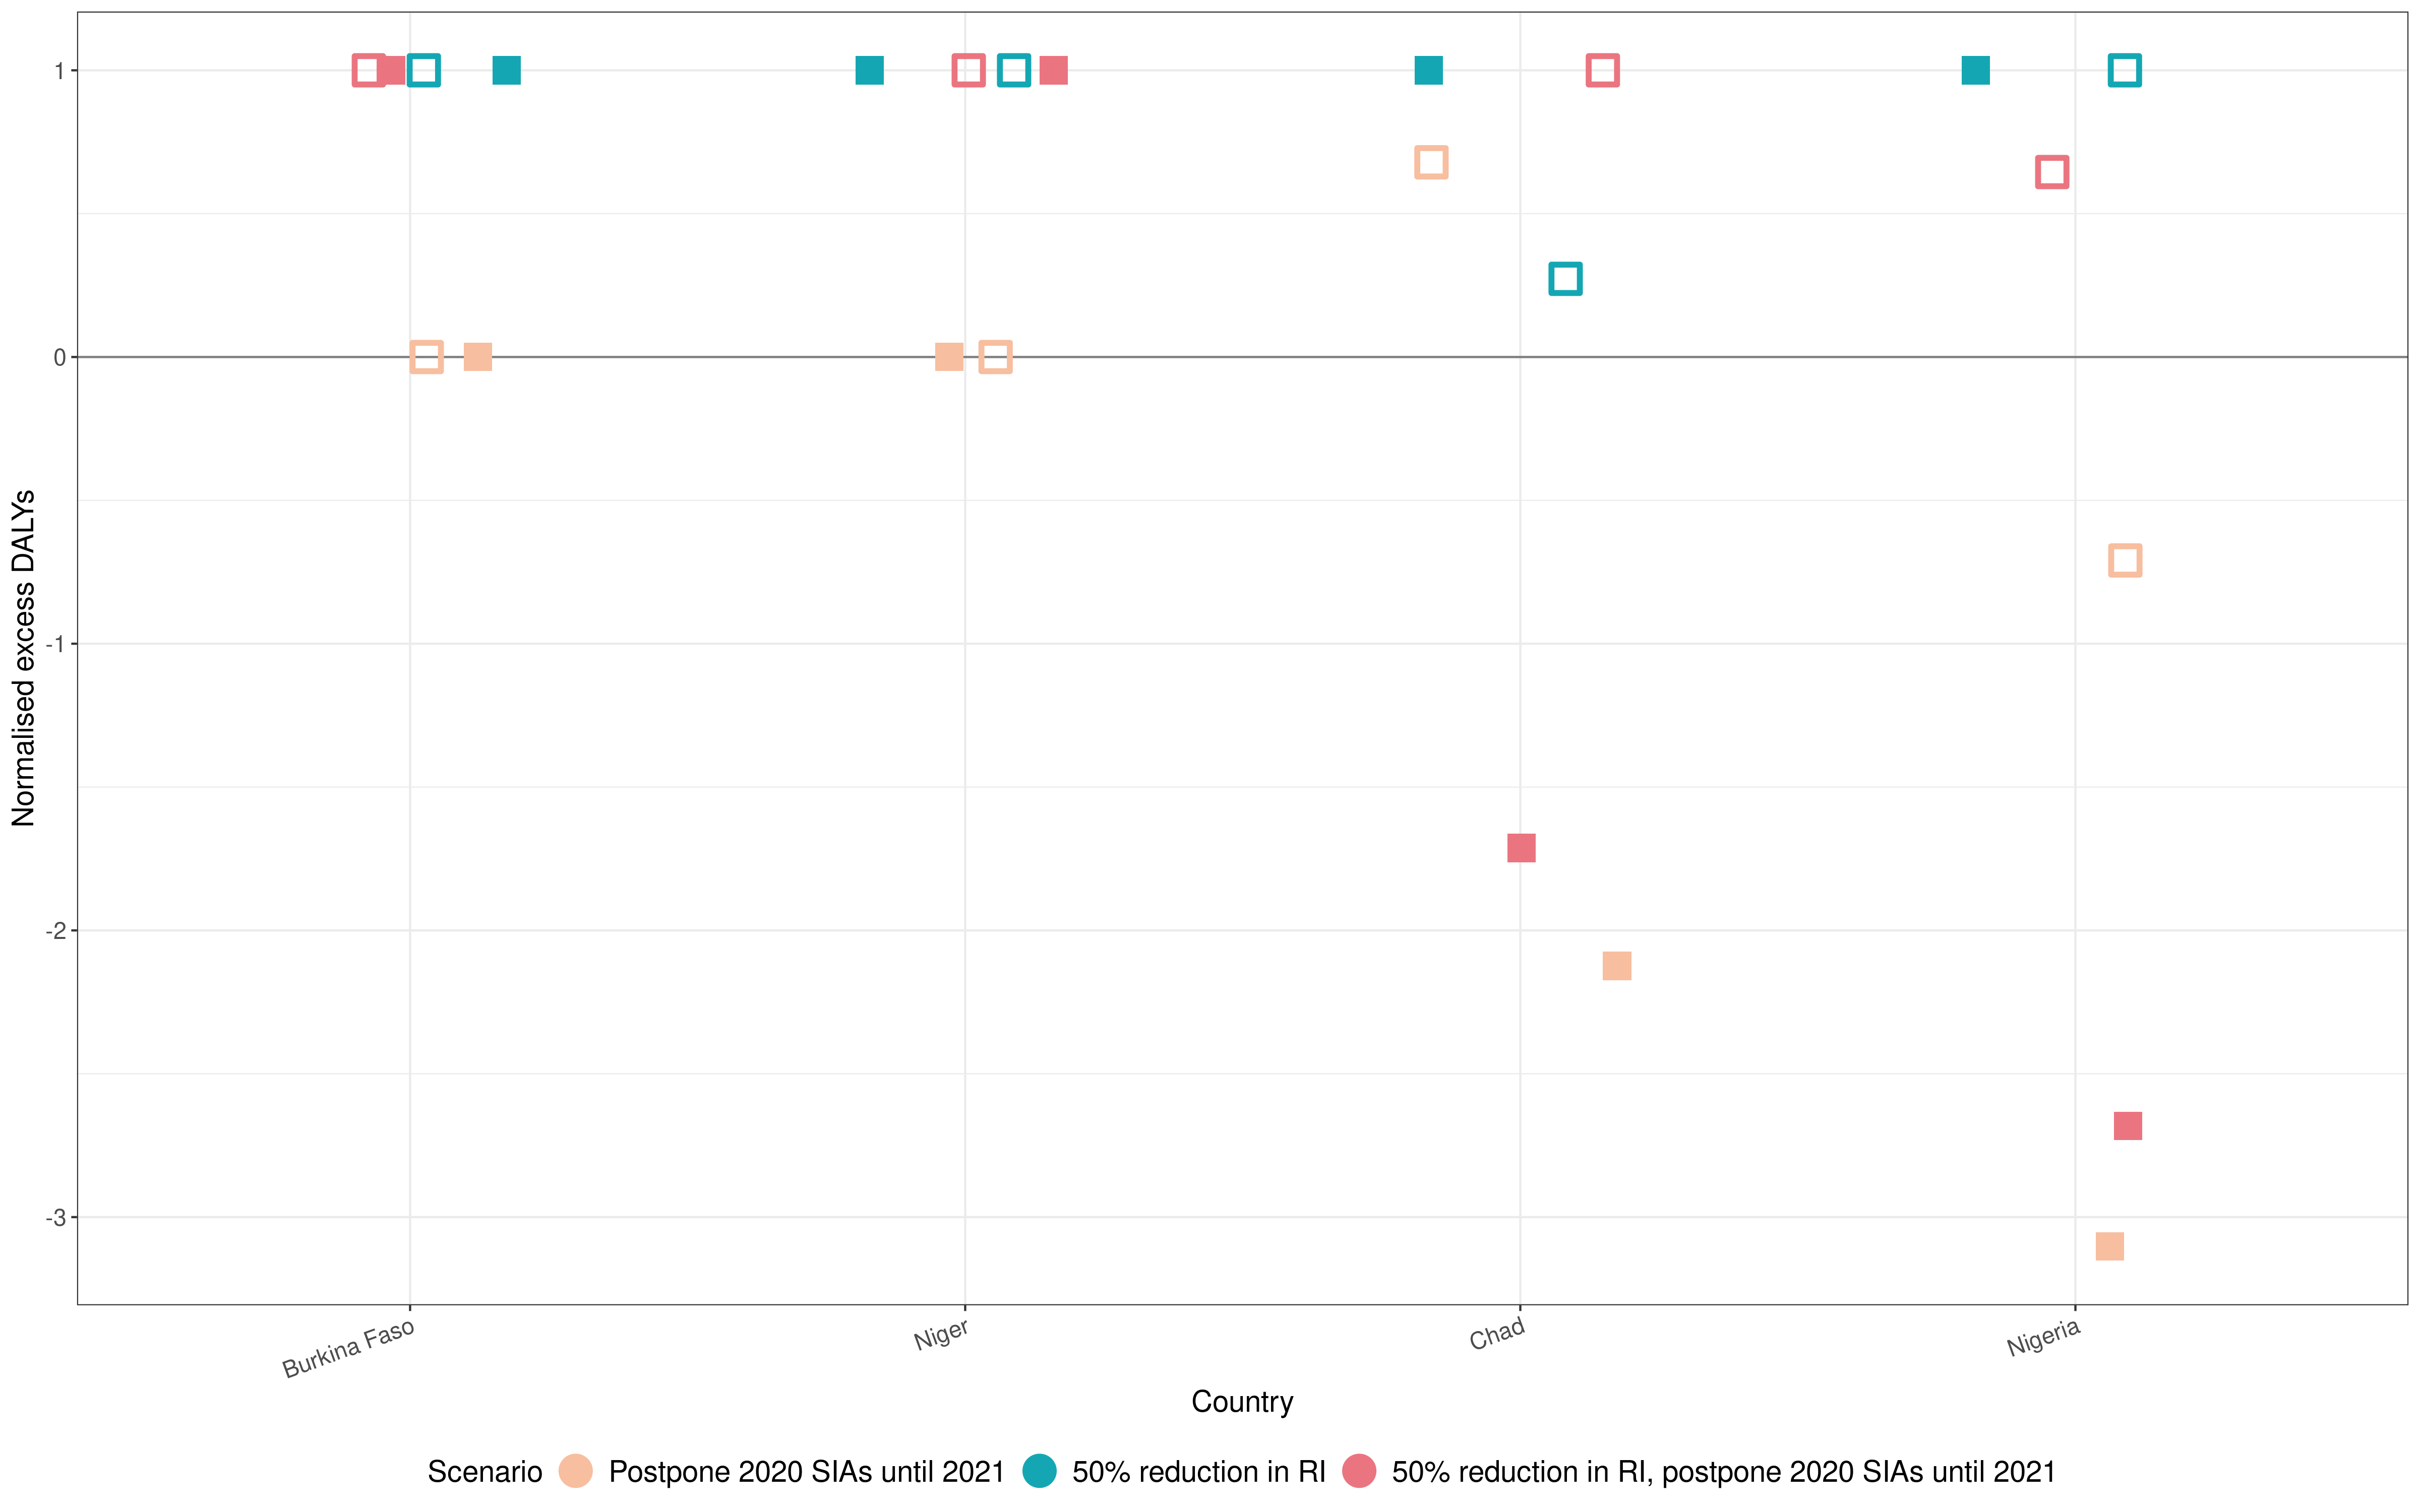 1
0
-1
-2
-3
Normalised excess DALYs
Burkina Faso
Niger
Chad
Nigeria
Country
Scenario Postpone 2020 SIAs until 2021 50% reduction in RI 50% reduction in RI, postpone 2020 SIAs until 2021